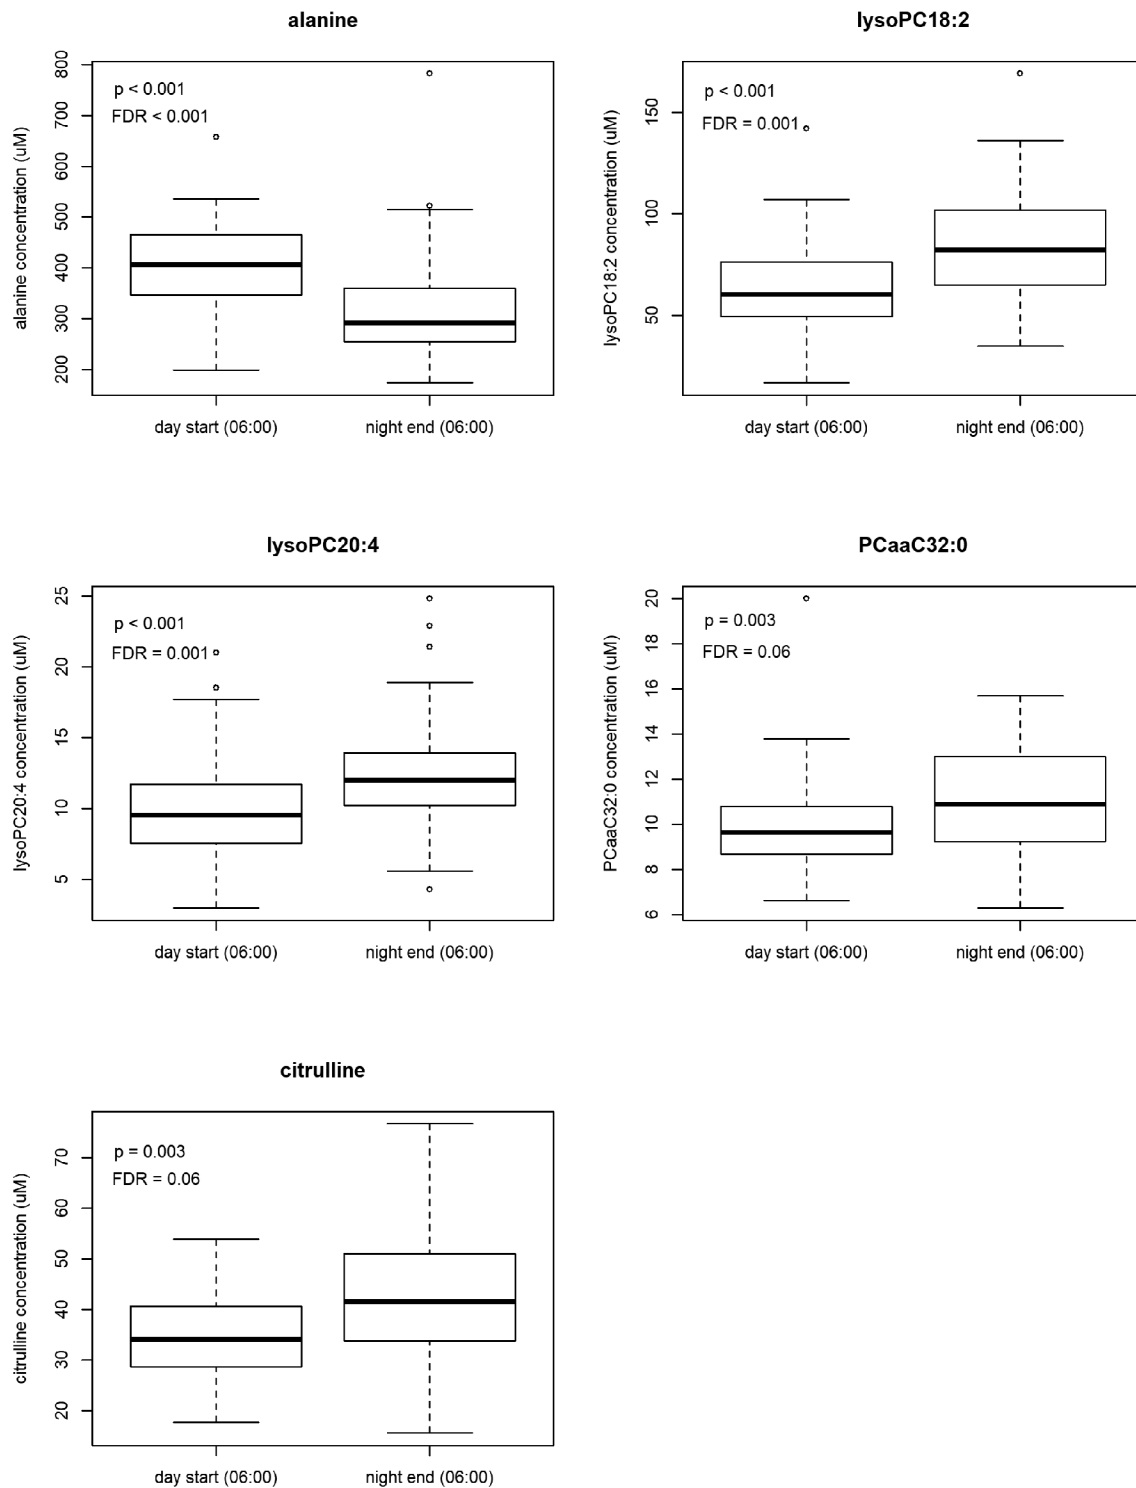 alanine
alanine concentration (uM)
800
700
600
500
400
300
200
p < 0.001
FDR < 0.001
day start (06:00)
night end (06:00)
lysoPC18:2
lysoPC18:2 concentration (uM)
150
100
50
p < 0.001
FDR = 0.001
day start (06:00)
night end (06:00)
lysoPC20:4
lysoPC20:4 concentration (uM)
25
20
15
10
5
p < 0.001
FDR = 0.001
day start (06:00)
night end (06:00)
PCaaC32:0
PCaaC32:0 concentration (uM)
20
18
16
14
12
10
8
6
p = 0.003
FDR = 0.06
day start (06:00)
night end (06:00)
citrulline
citrulline concentration (uM)
70
60
50
40
30
20
p = 0.003
FDR = 0.06
day start (06:00)
night end (06:00)